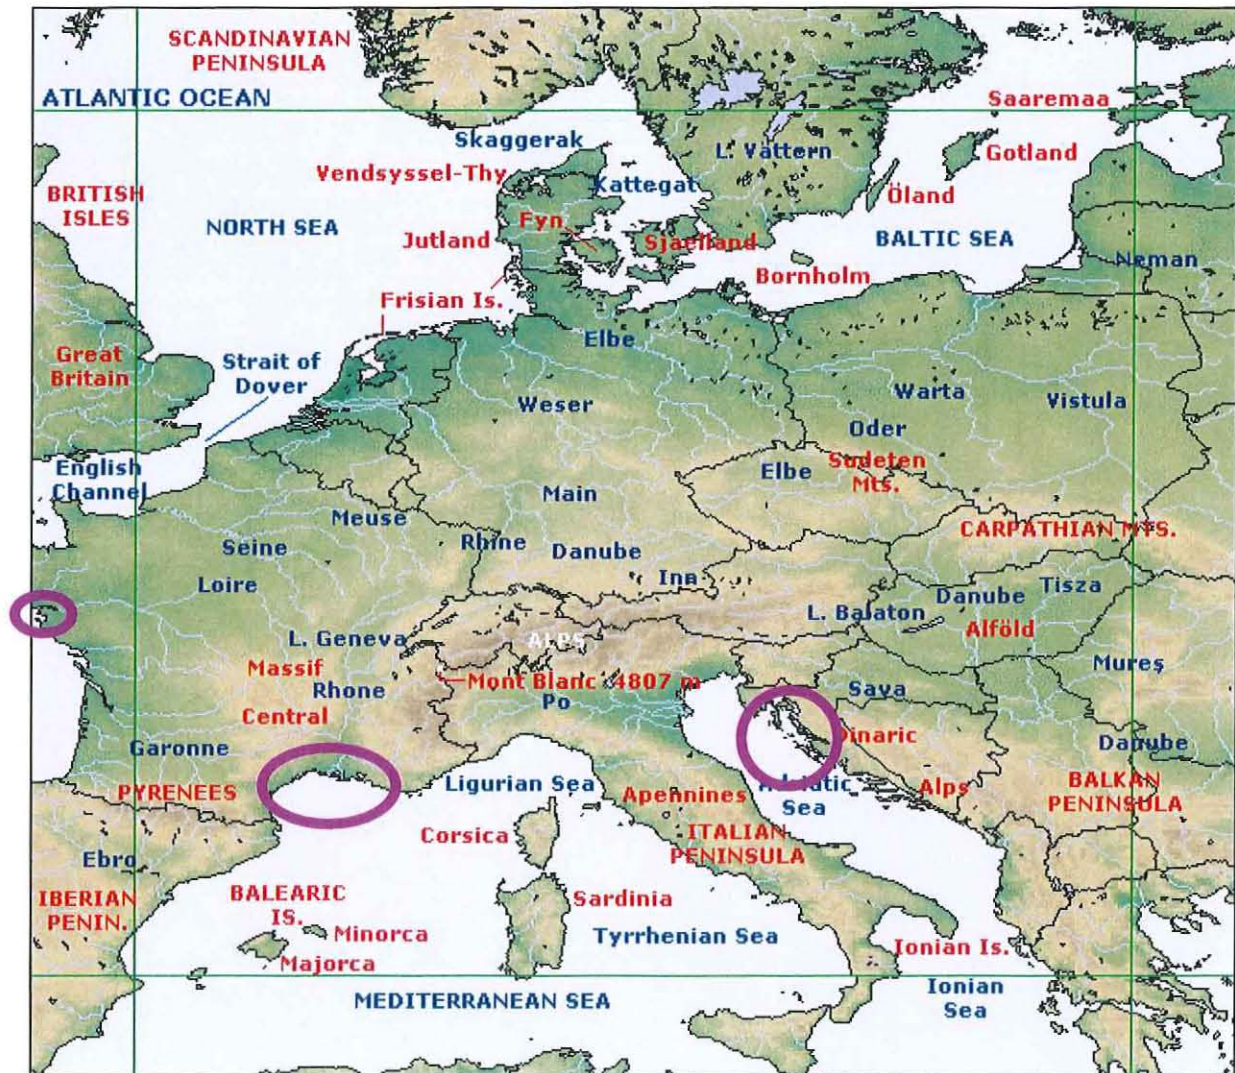 SCANDINAVIAN
PENINSULA
ATLANTIC OCEAN
Saaremaa
Skaggerak
L. Vättern
Gotland
Vendsyssel-Thy
Kattegat
Öland
BRITISH
ISLES
NORTH SEA
Fyn
Jutland
Sjaelland
BALTIC SEA
Bornholm
Neman
Frisian Is.
Great
Britain
Strait of
Dover
Elbe
Weser
Warta
Vistula
Oder
English
Channel
Elbe
Sudeten
Mts.
Main
Meuse
CARPATHIAN MTS.
Seine
Rhine
Danube
Loire
Inn
Tisza
Danube
L. Balaton
L. Geneva
ALPS
Alföld
Massif
Central
Mureş
Rhone
Mont Blanc 4807 m
Po
Sava
Garonne
Dinaric
Alps
Danube
PYRENEES
Ligurian Sea
Apennines
Adriatic
Sea
BALKAN
PENINSULA
Corsica
ITALIAN
PENINSULA
Ebro
IBERIAN
PENIN.
BALEARIC
IS.
Sardinia
Minorca
Majorca
Tyrrhenian Sea
Ionian Is.
MEDITERRANEAN SEA
Ionian
Sea